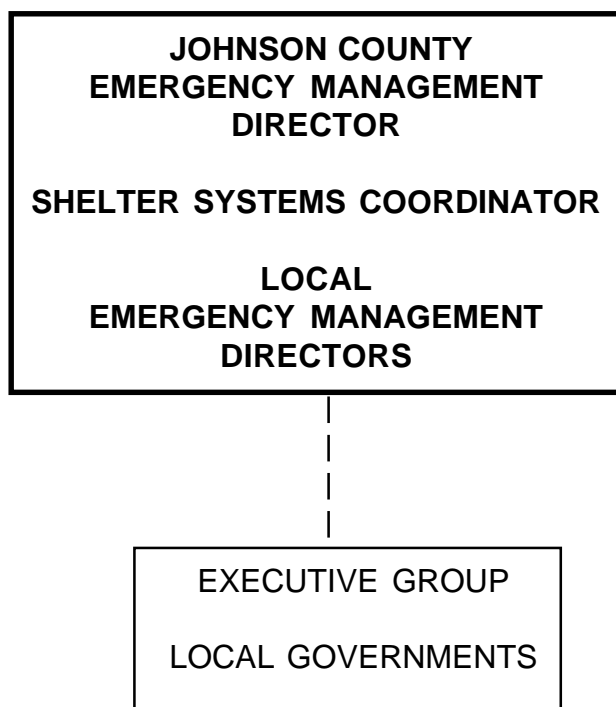 JOHNSON COUNTY
EMERGENCY MANAGEMENT
DIRECTOR
SHELTER SYSTEMS COORDINATOR
LOCAL
EMERGENCY MANAGEMENT
DIRECTORS
EXECUTIVE GROUP
LOCAL GOVERNMENTS